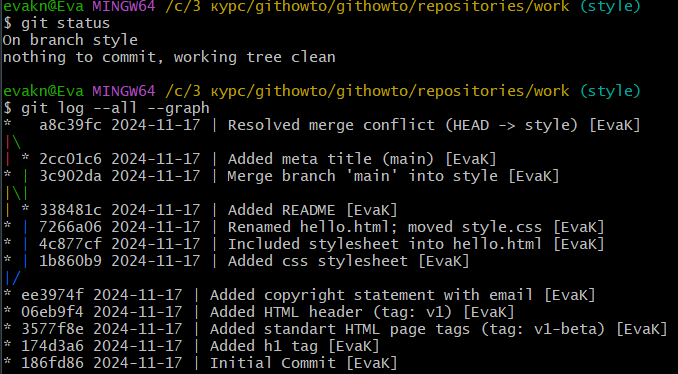 evakn@Eva MINGW64 /c/3 курс/githowto/githowto/repositories/work (style)
$ git status
On branch style
nothing to commit, working tree clean
evakn@Eva MINGW64 /c/3 курс/githowto/githowto/repositories/work (style)
$ git log --all --graph
*   a8c39fc 2024-11-17 | Resolved merge conflict (HEAD -> style) [EvaK]
|\
| * 2cc01c6 2024-11-17 | Added meta title (main) [EvaK]
* | 3c902da 2024-11-17 | Merge branch 'main' into style [EvaK]
|\|
| * 338481c 2024-11-17 | Added README [EvaK]
* | 7266a06 2024-11-17 | Renamed hello.html; moved style.css [EvaK]
* | 4c877cf 2024-11-17 | Included stylesheet into hello.html [EvaK]
* | 1b860b9 2024-11-17 | Added css stylesheet [EvaK]
|/
* ee3974f 2024-11-17 | Added copyright statement with email [EvaK]
* 06eb9f4 2024-11-17 | Added HTML header (tag: v1) [EvaK]
* 3577f8e 2024-11-17 | Added standart HTML page tags (tag: v1-beta) [EvaK]
* 174d3a6 2024-11-17 | Added h1 tag [EvaK]
* 186fd86 2024-11-17 | Initial Commit [EvaK]